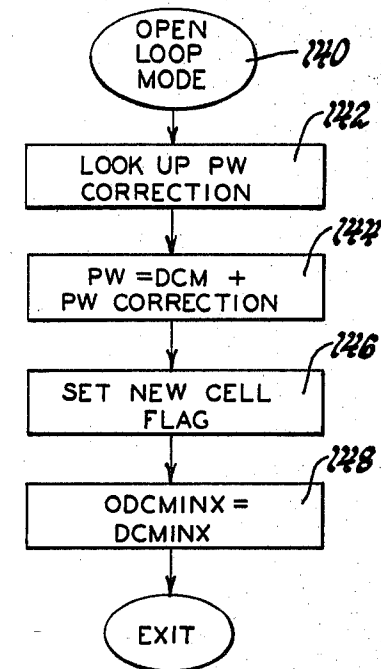 OPEN
LOOP
MODE
140
142
LOOK UP PW
CORRECTION
144
PW = DCM +
PW CORRECTION
146
SET NEW CELL
FLAG
148
ODCMINX =
DCMINX
EXIT